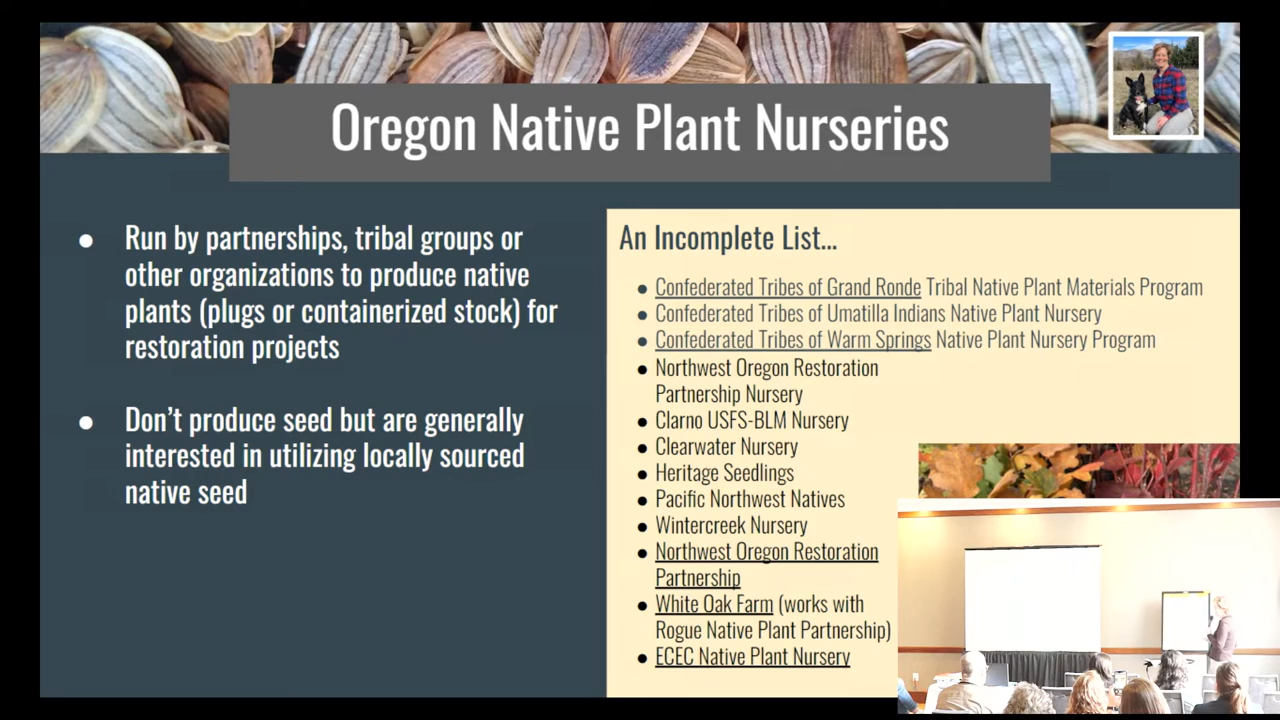 Oregon Native Plant Nurseries
● Run by partnerships, tribal groups or
other organizations to produce native
plants (plugs or containerized stock) for
restoration projects
● Don't produce seed but are generally
interested in utilizing locally sourced
native seed
An Incomplete List...
● Confederated Tribes of Grand Ronde Tribal Native Plant Materials Program
● Confederated Tribes of Umatilla Indians Native Plant Nursery
● Confederated Tribes of Warm Springs Native Plant Nursery Program
● Northwest Oregon Restoration
Partnership Nursery
● Clarno USFS-BLM Nursery
● Clearwater Nursery
● Heritage Seedlings
● Pacific Northwest Natives
● Wintercreek Nursery
● Northwest Oregon Restoration
Partnership
● White Oak Farm (works with
Rogue Native Plant Partnership)
● ECEC Native Plant Nursery